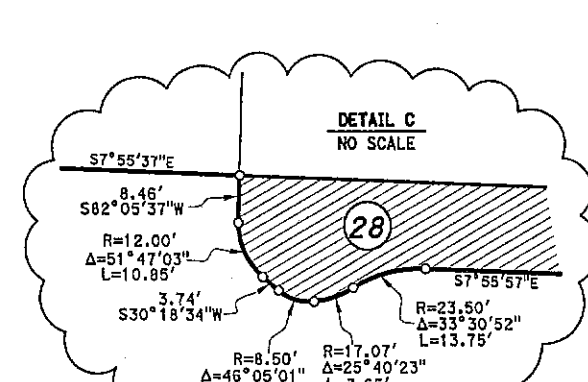 DETAIL C
NO SCALE
S7°55'37"E
8.46'
S82°05'37"W
28
R=12.00'
Δ=51°47'03"
L=10.85'
3.74'
S30°18'34"W
S7°55'57"E
R=23.50'
Δ=33°30'52"
L=13.75'
R=8.50'
Δ=46°05'01"
R=17.07'
Δ=25°40'23"